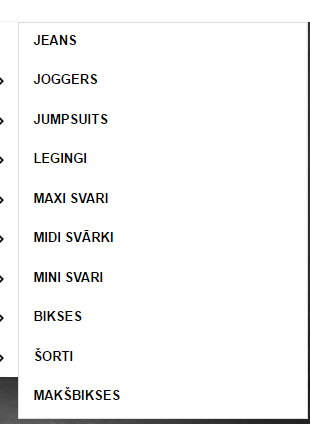 JEANS
JOGGERS
JUMPSUITS
LEGINGI
MAXI SVARI
MIDI SVĀRKI
MINI SVARI
BIKSES
ŠORTI
MAKŠBIKSES